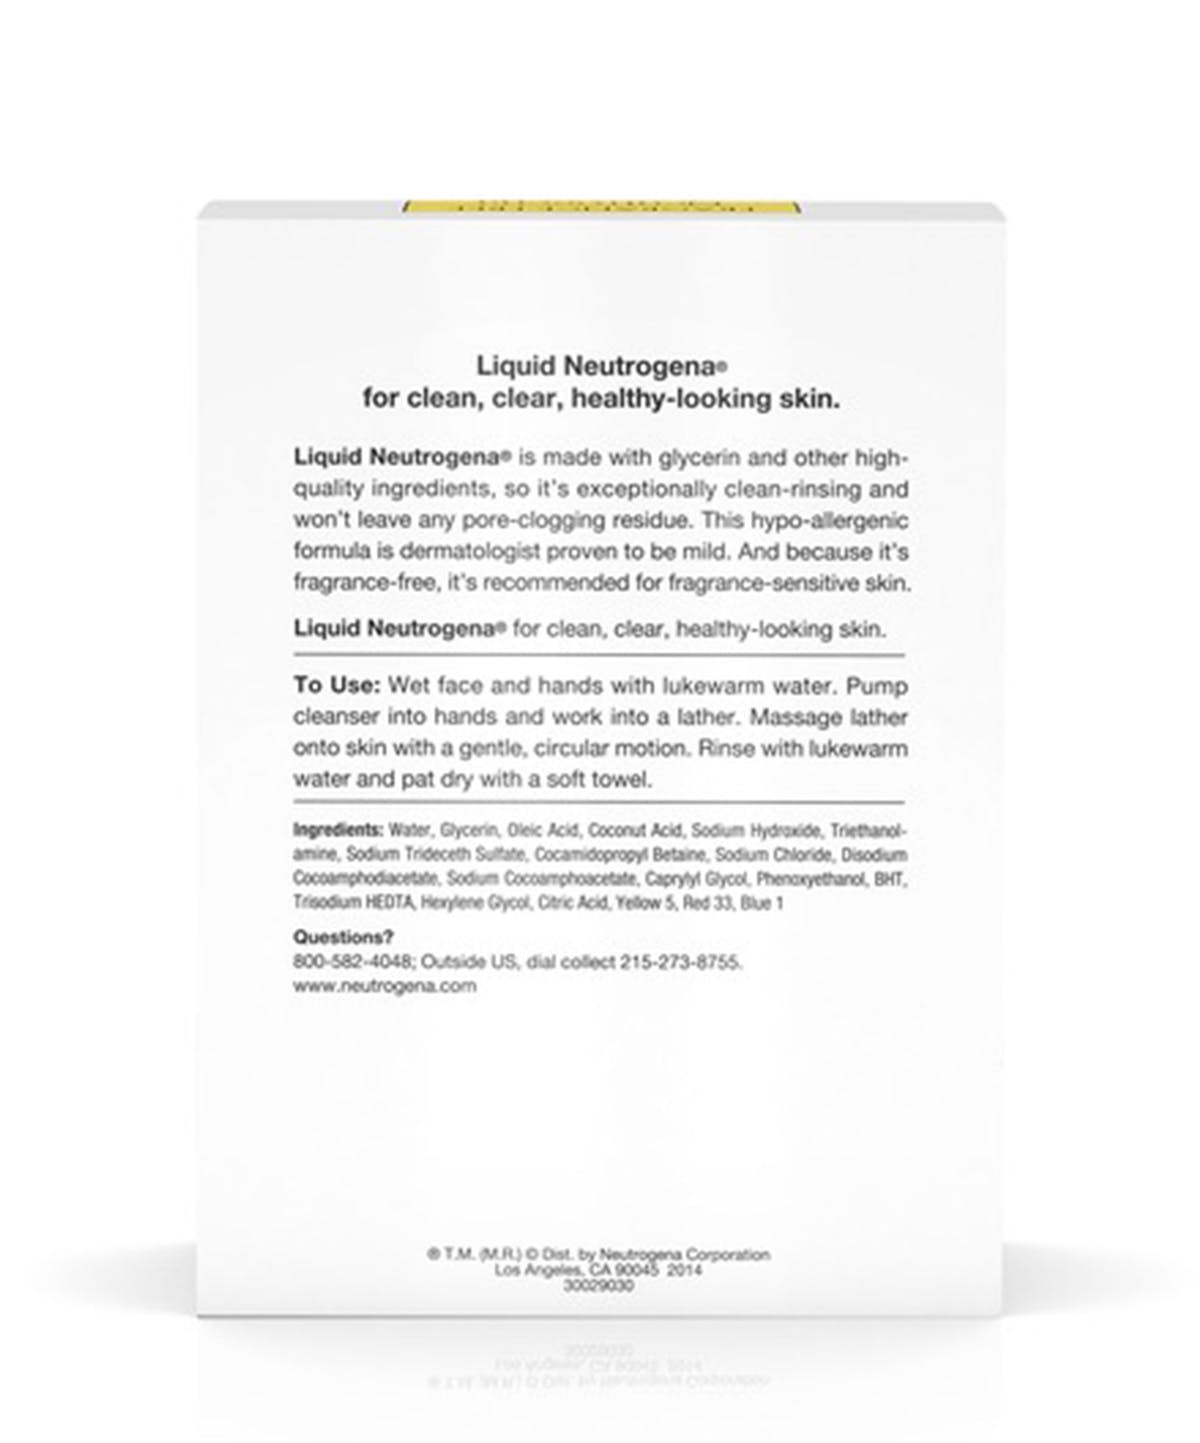 Liquid Neutrogena®
for clean, clear, healthy-looking skin.
Liquid Neutrogena® is made with glycerin and other high-
quality ingredients, so it's exceptionally clean-rinsing and
won't leave any pore-clogging residue. This hypo-allergenic
formula is dermatologist proven to be mild. And because it's
fragrance-free, it's recommended for fragrance-sensitive skin.
Liquid Neutrogena® for clean, clear, healthy-looking skin.
To Use: Wet face and hands with lukewarm water. Pump
cleanser into hands and work into a lather. Massage lather
onto skin with a gentle, circular motion. Rinse with lukewarm
water and pat dry with a soft towel.
Ingredients: Water, Glycerin, Oleic Acid, Coconut Acid, Sodium Hydroxide, Triethanol-
amine, Sodium Trideceth Sulfate, Cocamidopropyl Betaine, Sodium Chloride, Disodium
Cocoamphodiacetate, Sodium Cocoamphoacetate, Caprylyl Glycol, Phenoxyethanol, BHT,
Trisodium HEDTA, Hexylene Glycol, Citric Acid, Yellow 5, Red 33, Blue 1
Questions?
800-582-4048; Outside US, dial collect 215-273-8755.
www.neutrogena.com
® T.M. (M.R.) © Dist. by Neutrogena Corporation
Los Angeles, CA 90045 2014
30029030